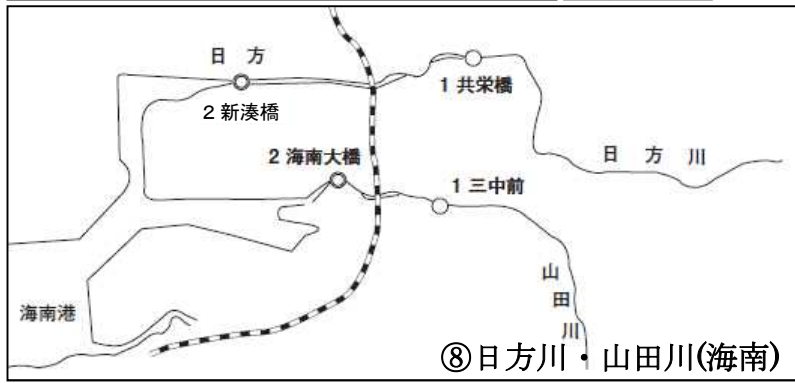 日方
1 共栄橋
2 新湊橋
2 海南大橋
日方川
1 三中前
山田川
海南港
⑧日方川・山田川(海南)